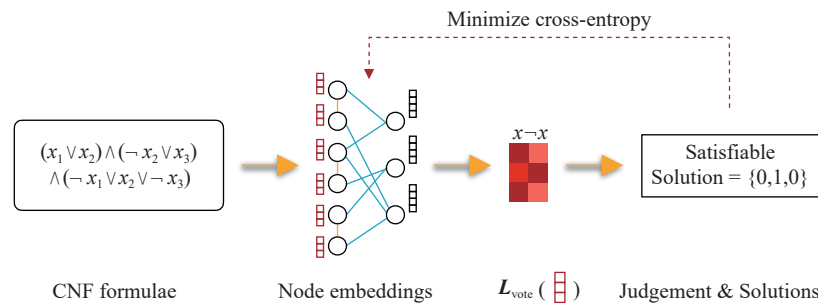 Minimize cross-entropy
(x₁∨x₂)∧(¬x₂∨x₃)
∧(¬x₁∨x₂∨¬x₃)
x¬x
Satisfiable
Solution = {0,1,0}
CNF formulae
Node embeddings
L_vote ( )
Judgement & Solutions